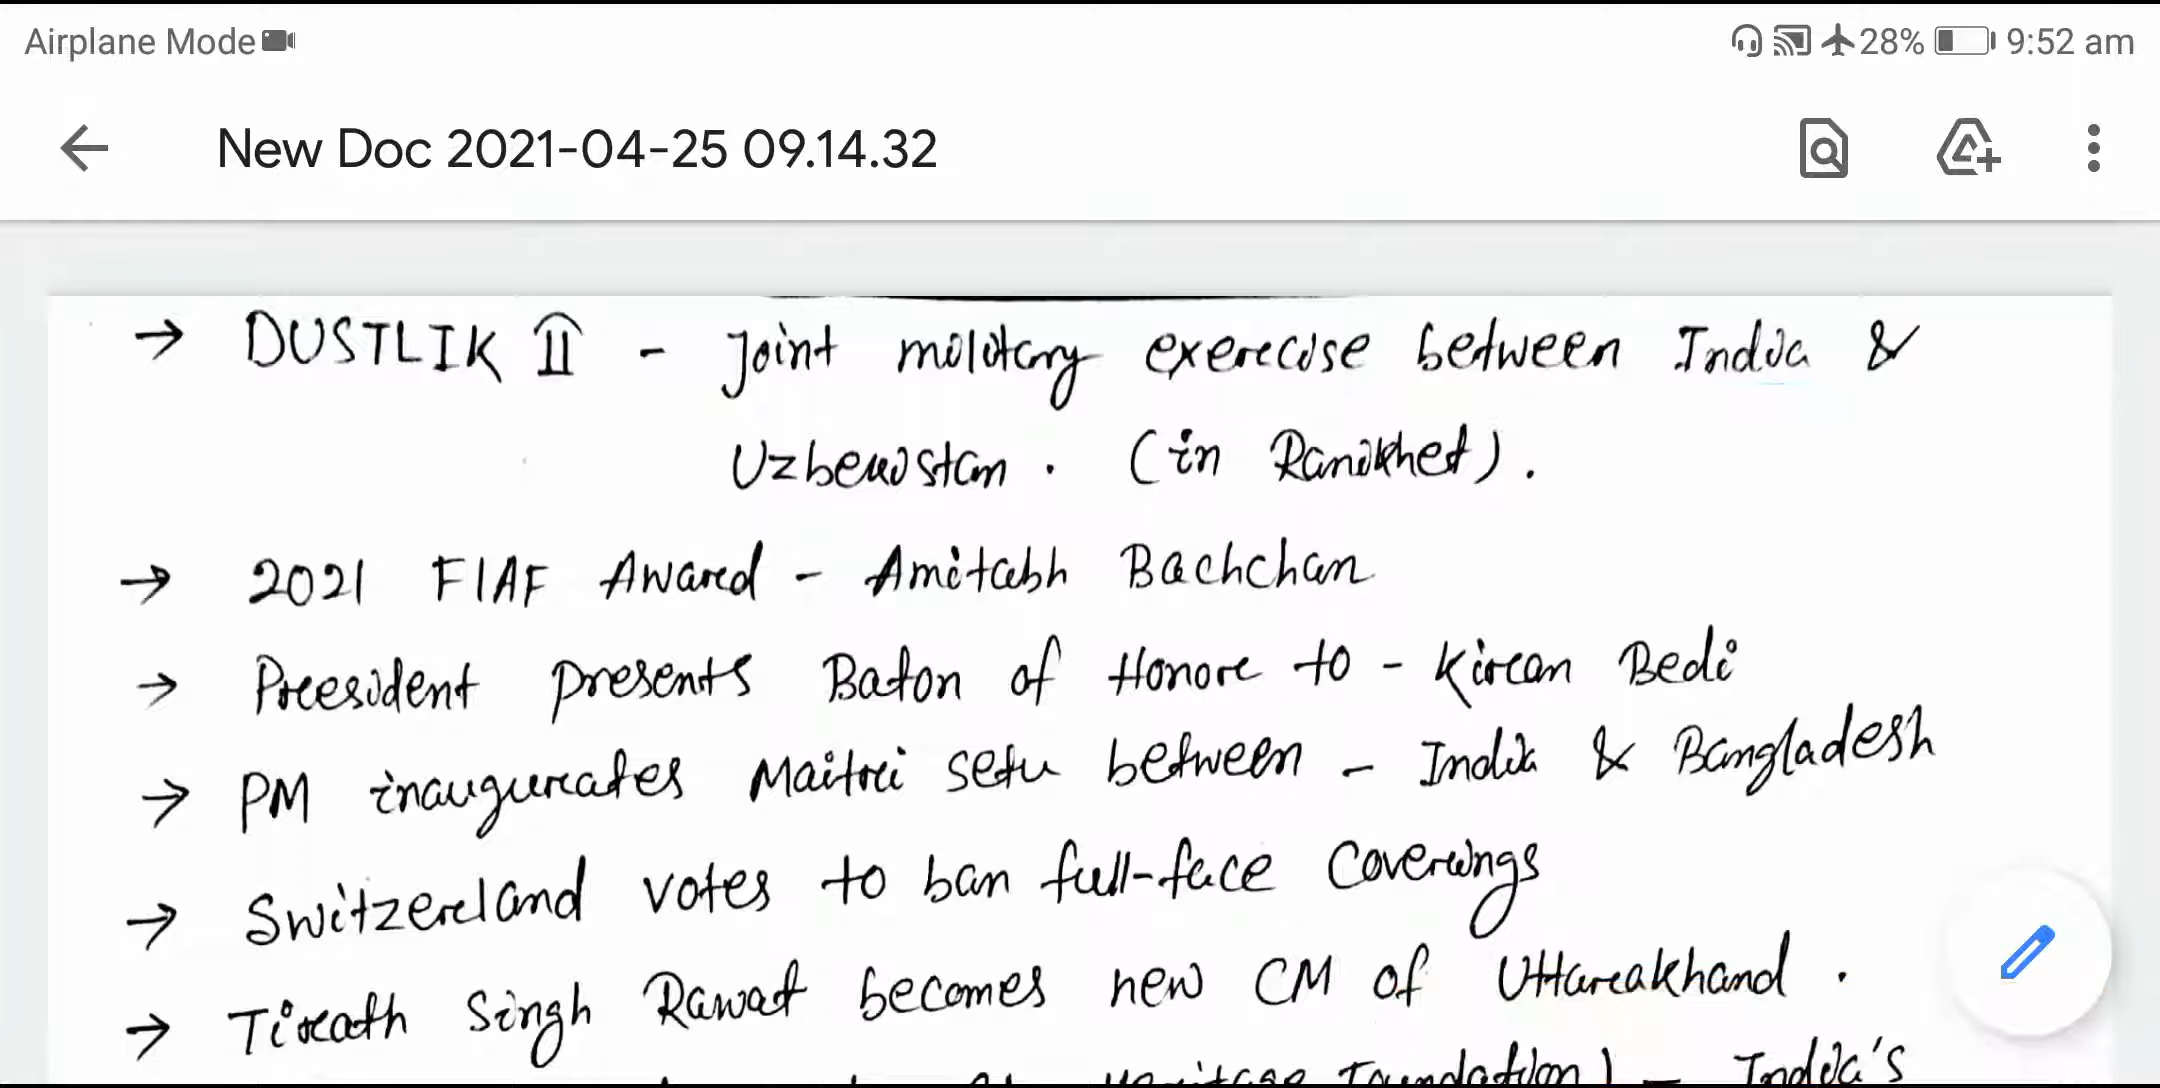 Airplane Mode
28% 9:52 am
New Doc 2021-04-25 09.14.32
→ DUSTLIK II - Joint military exercise between India &
Uzbekistan. (in Ranikhet).
→ 2021 FIAF Award - Amitabh Bachchan
→ President presents Baton of Honore to - Kiran Bedi
→ PM inaugurates Maitri setu between - India & Bangladesh
→ Switzerland votes to ban full-face Coverings
→ Tirath Singh Rawat becomes new CM of Uttarakhand.
Heritage Foundation) - India's